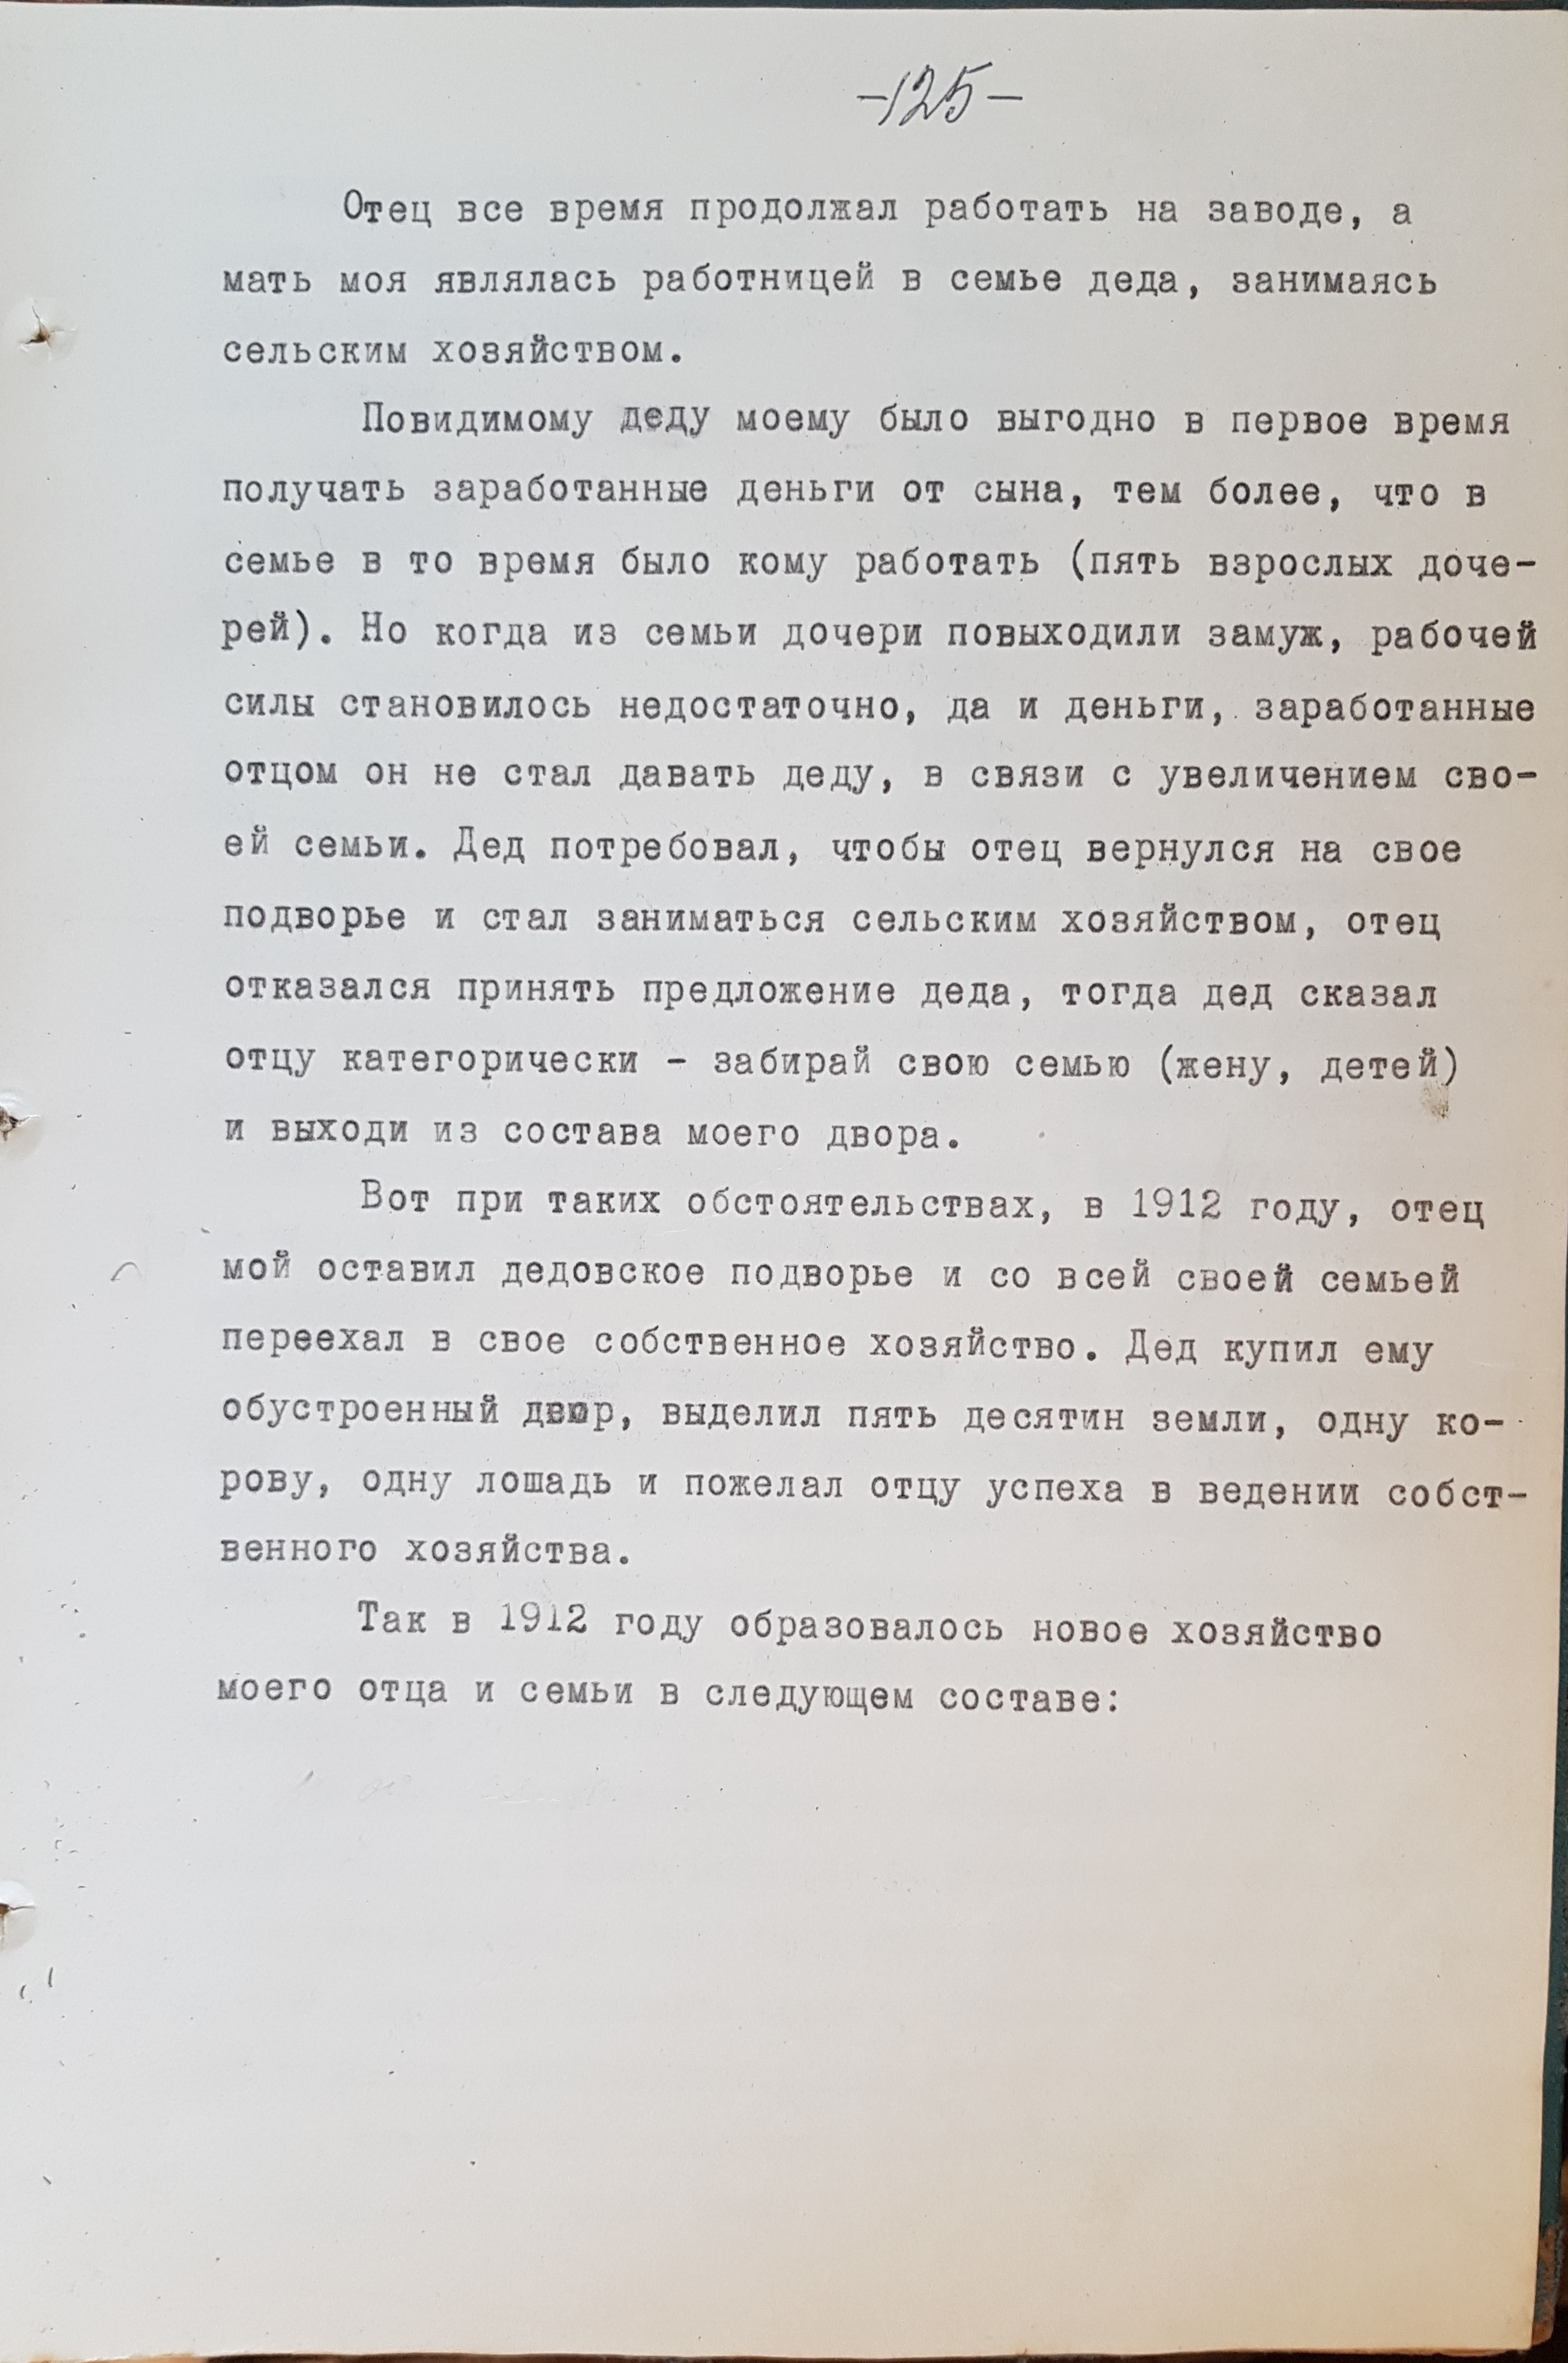 -125-
Отец все время продолжал работать на заводе, а
мать моя являлась работницей в семье деда, занимаясь
сельским хозяйством.
Повидимому деду моему было выгодно в первое время
получать заработанные деньги от сына, тем более, что в
семье в то время было кому работать (пять взрослых доче-
рей). Но когда из семьи дочери повыходили замуж, рабочей
силы становилось недостаточно, да и деньги, заработанные
отцом он не стал давать деду, в связи с увеличением сво-
ей семьи. Дед потребовал, чтобы отец вернулся на свое
подворье и стал заниматься сельским хозяйством, отец
отказался принять предложение деда, тогда дед сказал
отцу категорически - забирай свою семью (жену, детей)
и выходи из состава моего двора.
Вот при таких обстоятельствах, в 1912 году, отец
мой оставил дедовское подворье и со всей своей семьей
переехал в свое собственное хозяйство. Дед купил ему
обустроенный двор, выделил пять десятин земли, одну ко-
рову, одну лошадь и пожелал отцу успеха в ведении собст-
венного хозяйства.
Так в 1912 году образовалось новое хозяйство
моего отца и семьи в следующем составе: